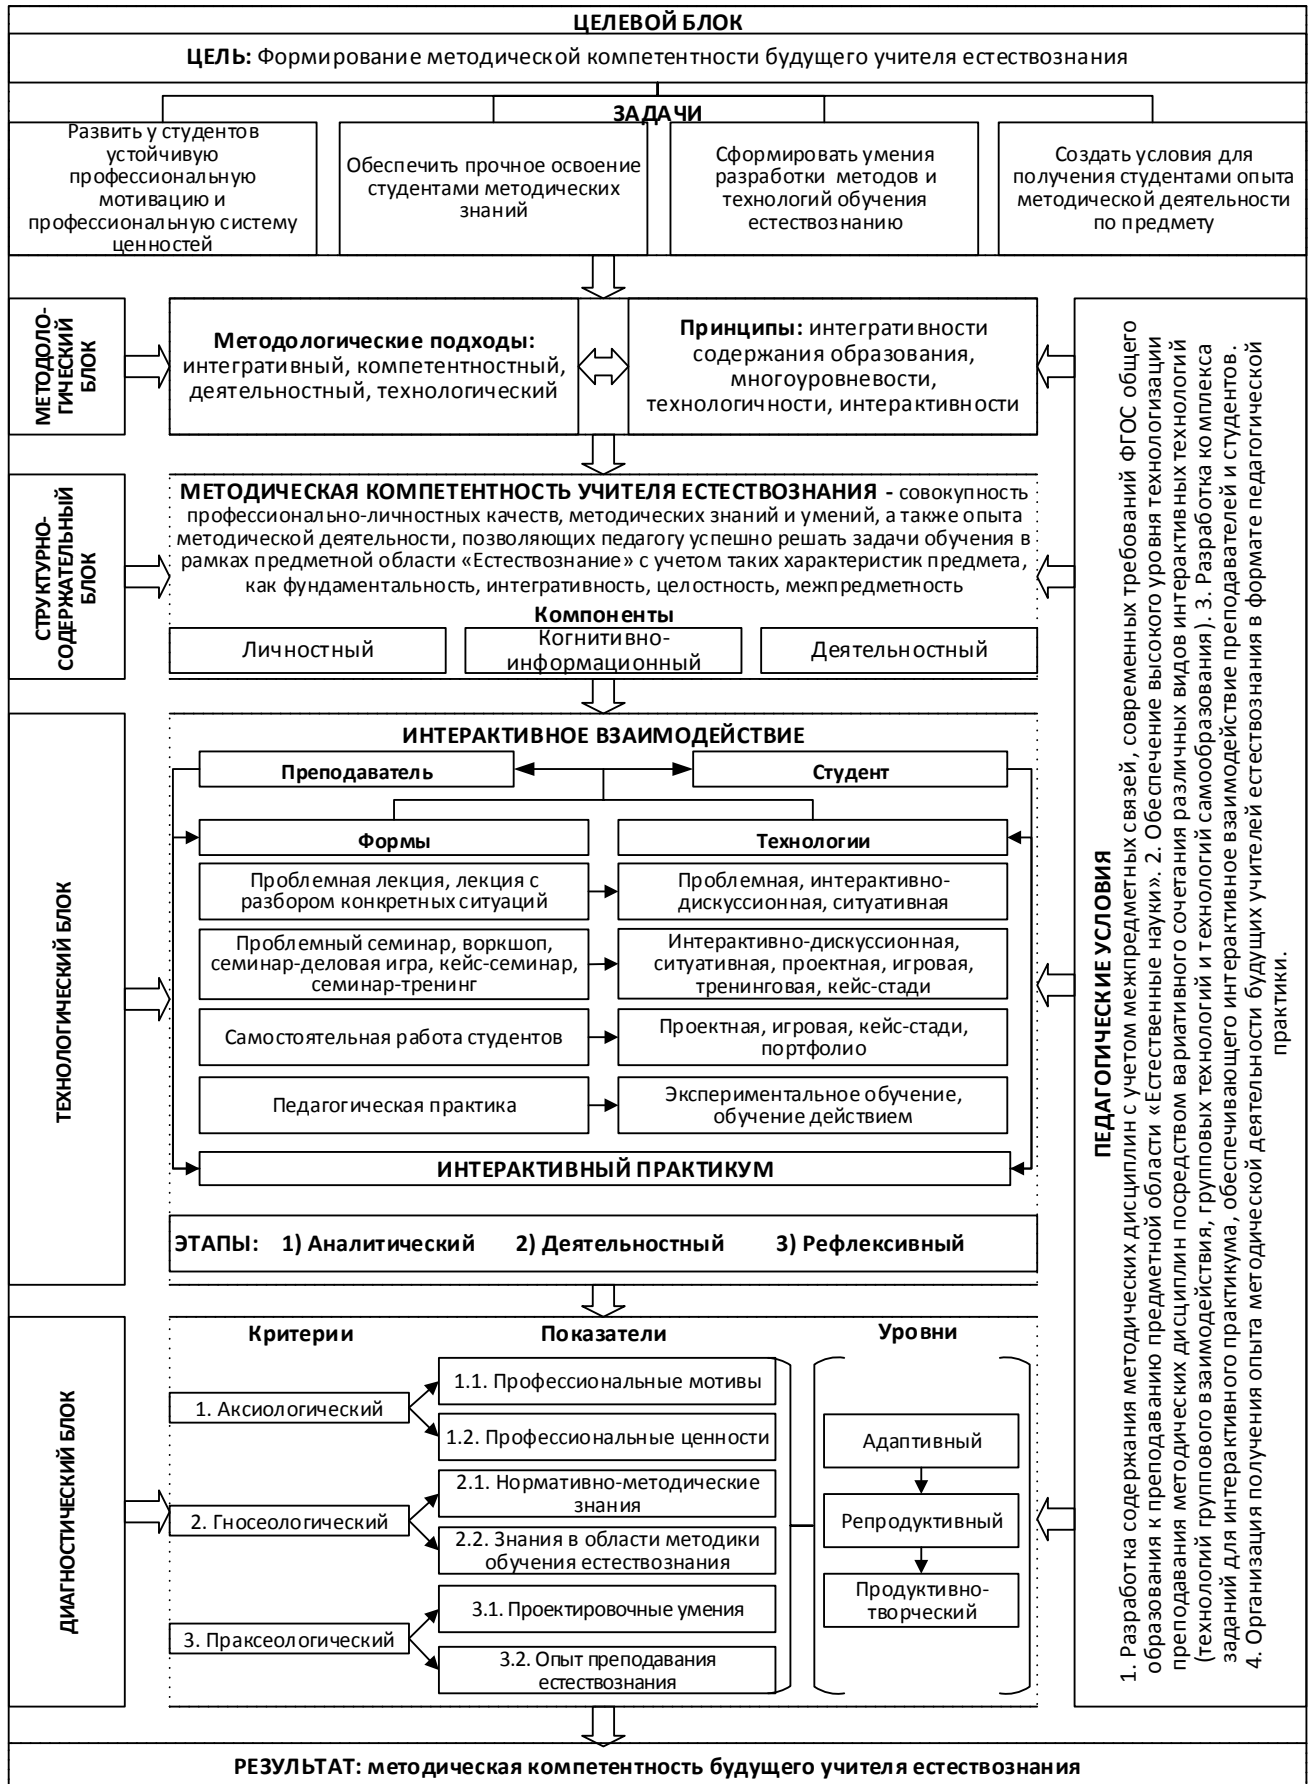 ЦЕЛЕВОЙ БЛОК
ЦЕЛЬ: Формирование методической компетентности будущего учителя естествознания
ЗАДАЧИ
Развить у студентов
устойчивую
профессиональную
мотивацию и
профессиональную систему
ценностей
Обеспечить прочное освоение
студентами методических
знаний
Сформировать умения
разработки методов и
технологий обучения
естествознанию
Создать условия для
получения студентами опыта
методической деятельности
по предмету
МЕТОДОЛО-
ГИЧЕСКИЙ
БЛОК
Методологические подходы:
интегративный, компетентностный,
деятельностный, технологический
Принципы: интегративности
содержания образования,
многоуровневости,
технологичности, интерактивности
СТРУКТУРНО-
СОДЕРЖАТЕЛЬНЫЙ
БЛОК
МЕТОДИЧЕСКАЯ КОМПЕТЕНТНОСТЬ УЧИТЕЛЯ ЕСТЕСТВОЗНАНИЯ - совокупность
профессионально-личностных качеств, методических знаний и умений, а также опыта
методической деятельности, позволяющих педагогу успешно решать задачи обучения в
рамках предметной области «Естествознание» с учетом таких характеристик предмета,
как фундаментальность, интегративность, целостность, межпредметность
Компоненты
Личностный
Когнитивно-
информационный
Деятельностный
ТЕХНОЛОГИЧЕСКИЙ БЛОК
ИНТЕРАКТИВНОЕ ВЗАИМОДЕЙСТВИЕ
Преподаватель
Студент
Формы
Технологии
Проблемная лекция, лекция с
разбором конкретных ситуаций
Проблемная, интерактивно-
дискуссионная, ситуативная
Проблемный семинар, воркшоп,
семинар-деловая игра, кейс-семинар,
семинар-тренинг
Интерактивно-дискуссионная,
ситуативная, проектная, игровая,
тренинговая, кейс-стади
Самостоятельная работа студентов
Проектная, игровая, кейс-стади,
портфолио
Педагогическая практика
Экспериментальное обучение,
обучение действием
ИНТЕРАКТИВНЫЙ ПРАКТИКУМ
ЭТАПЫ: 1) Аналитический 2) Деятельностный 3) Рефлексивный
ДИАГНОСТИЧЕСКИЙ БЛОК
Критерии
Показатели
Уровни
1. Аксиологический
1.1. Профессиональные мотивы
1.2. Профессиональные ценности
2. Гносеологический
2.1. Нормативно-методические
знания
2.2. Знания в области методики
обучения естествознания
3. Праксеологический
3.1. Проектировочные умения
3.2. Опыт преподавания
естествознания
Адаптивный
Репродуктивный
Продуктивно-
творческий
ПЕДАГОГИЧЕСКИЕ УСЛОВИЯ
1. Разработка содержания методических дисциплин с учетом межпредметных связей, современных требований ФГОС общего
образования к преподаванию предметной области «Естественные науки». 2. Обеспечение высокого уровня технологизации
преподавания методических дисциплин посредством вариативного сочетания различных видов интерактивных технологий
(технологий группового взаимодействия, групповых технологий и технологий самообразования). 3. Разработка комплекса
заданий для интерактивного практикума, обеспечивающего интерактивное взаимодействие преподавателей и студентов.
4. Организация получения опыта методической деятельности будущих учителей естествознания в формате педагогической
практики.
РЕЗУЛЬТАТ: методическая компетентность будущего учителя естествознания